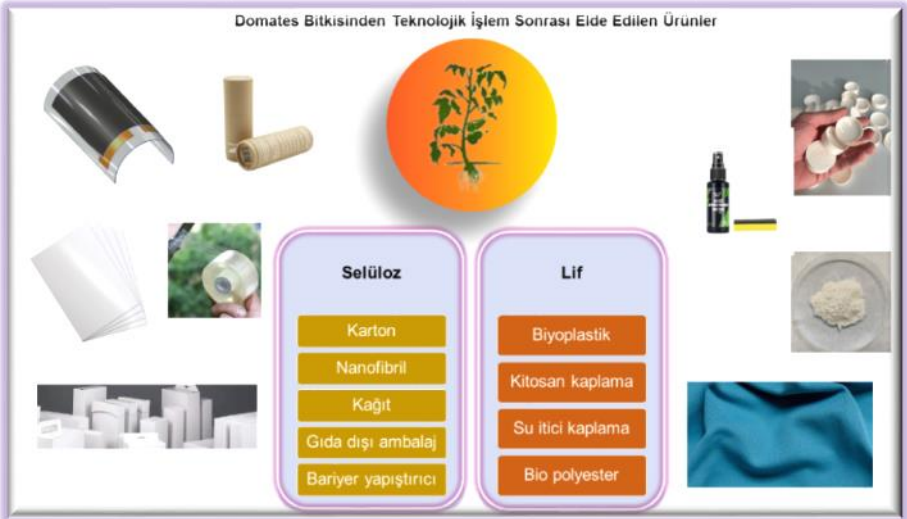 Domates Bitkisinden Teknolojik İşlem Sonrası Elde Edilen Ürünler
Selüloz
Karton
Nanofibril
Kağıt
Gıda dışı ambalaj
Bariyer yapıştırıcı
Lif
Biyoplastik
Kitosan kaplama
Su itici kaplama
Bio polyester